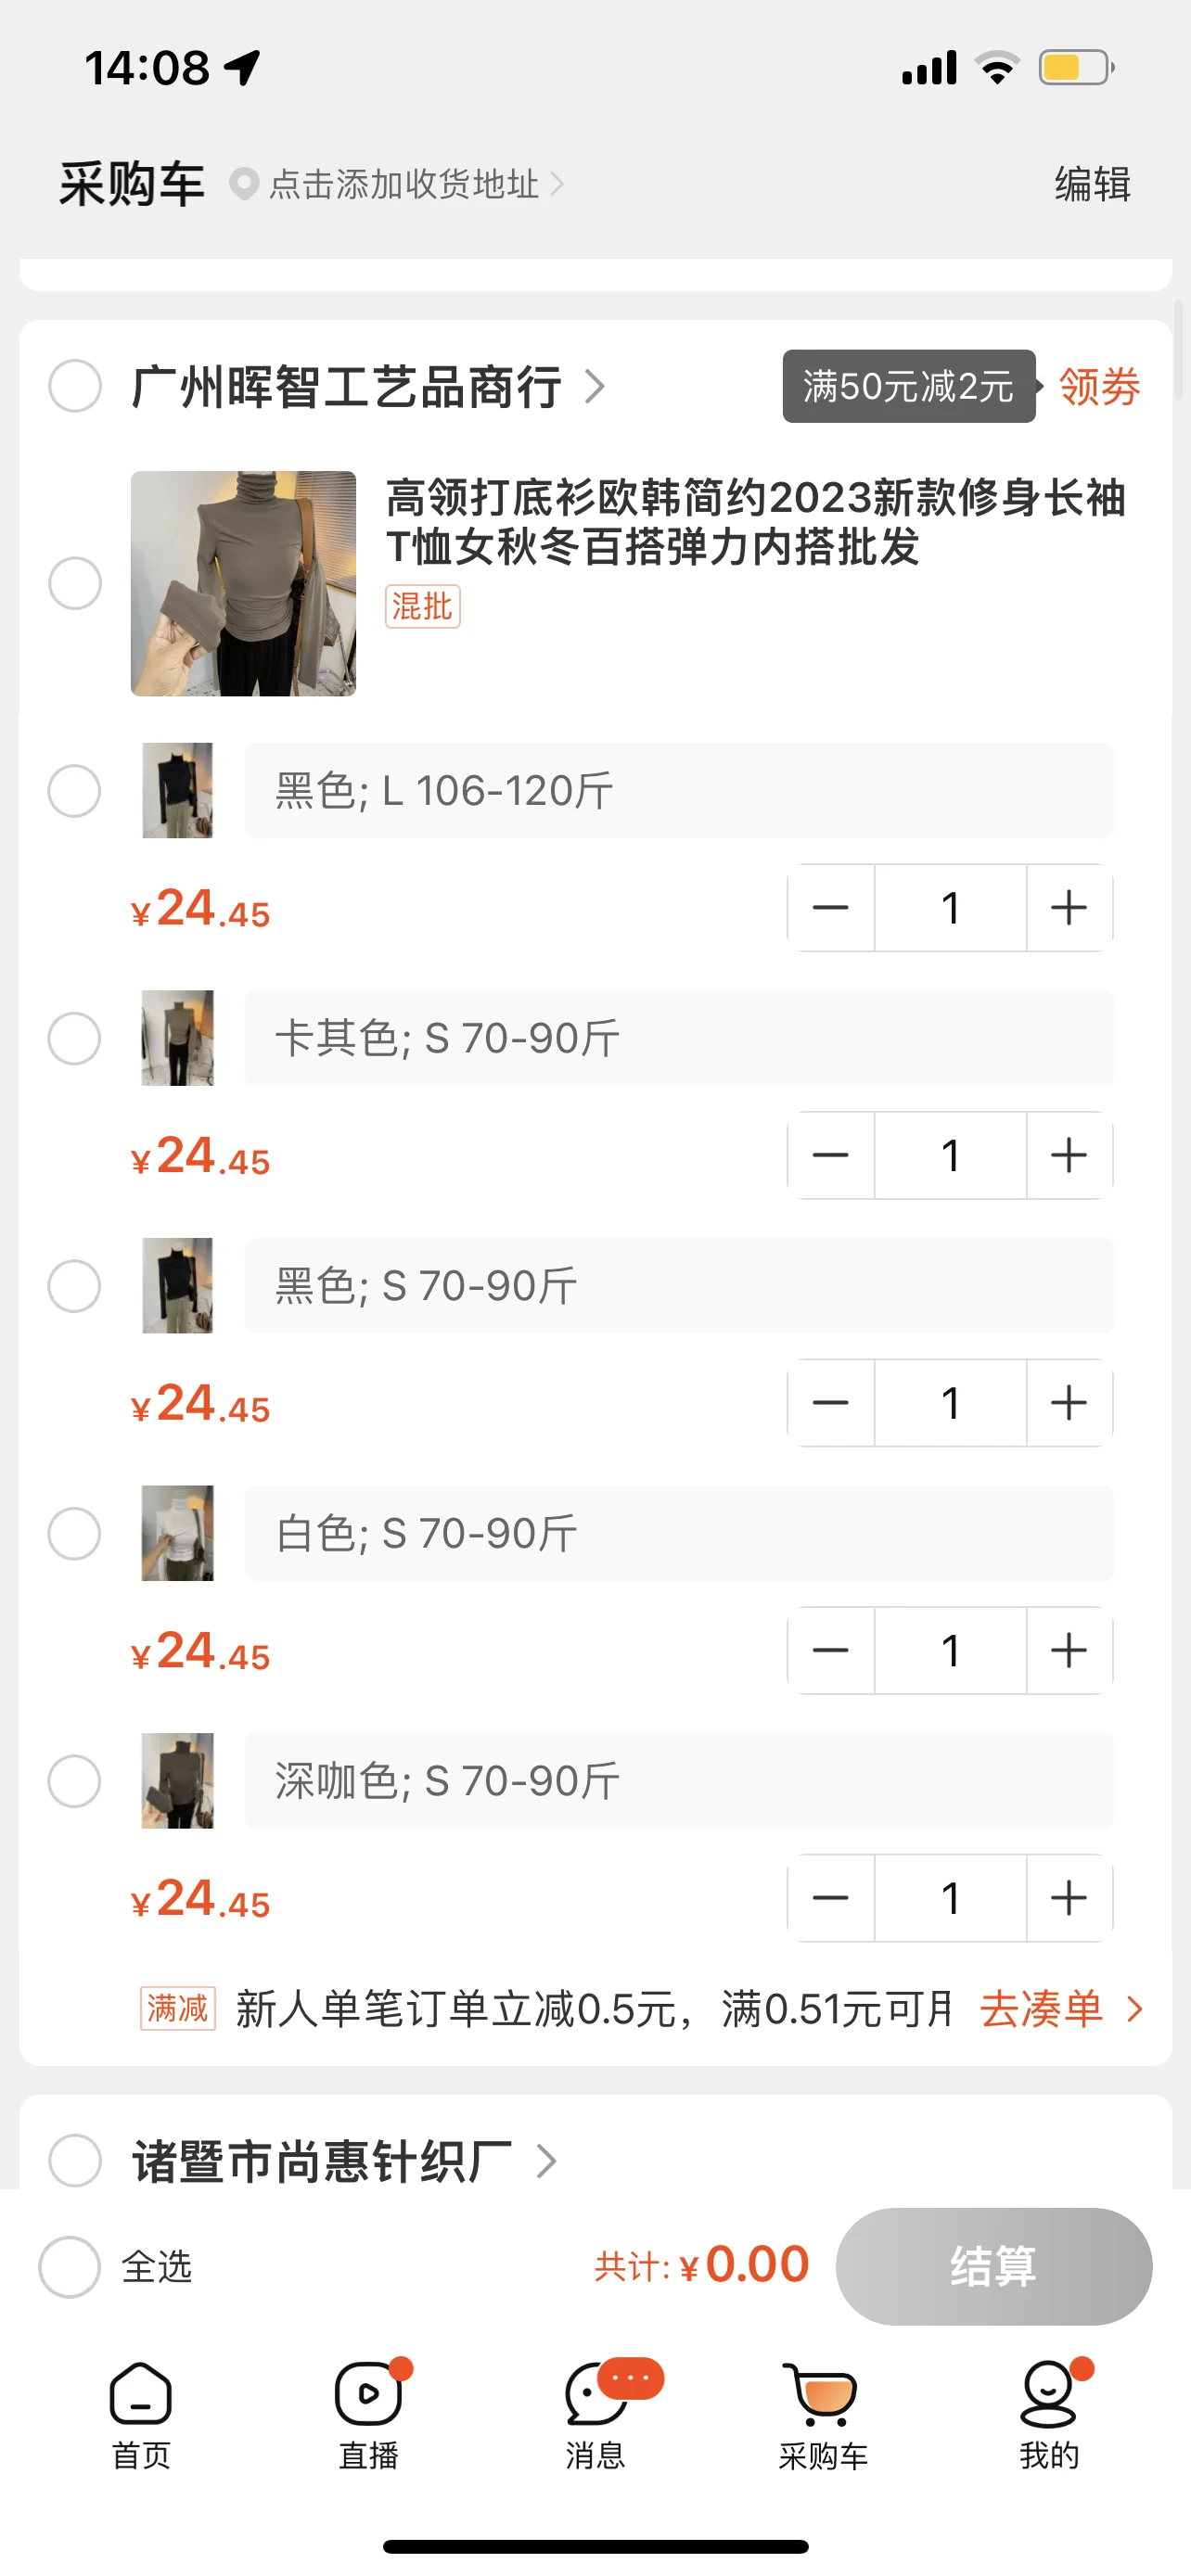 14:08
采购车 点击添加收货地址 编辑
广州晖智工艺品商行 满50元减2元 领券
高领打底衫欧韩简约2023新款修身长袖
T恤女秋冬百搭弹力内搭批发
混批
黑色; L 106-120斤
¥24.45 1
卡其色; S 70-90斤
¥24.45 1
黑色; S 70-90斤
¥24.45 1
白色; S 70-90斤
¥24.45 1
深咖色; S 70-90斤
¥24.45 1
满减 新人单笔订单立减0.5元，满0.51元可用 去凑单
诸暨市尚惠针织厂
全选 共计: ¥0.00 结算
首页 直播 消息 采购车 我的